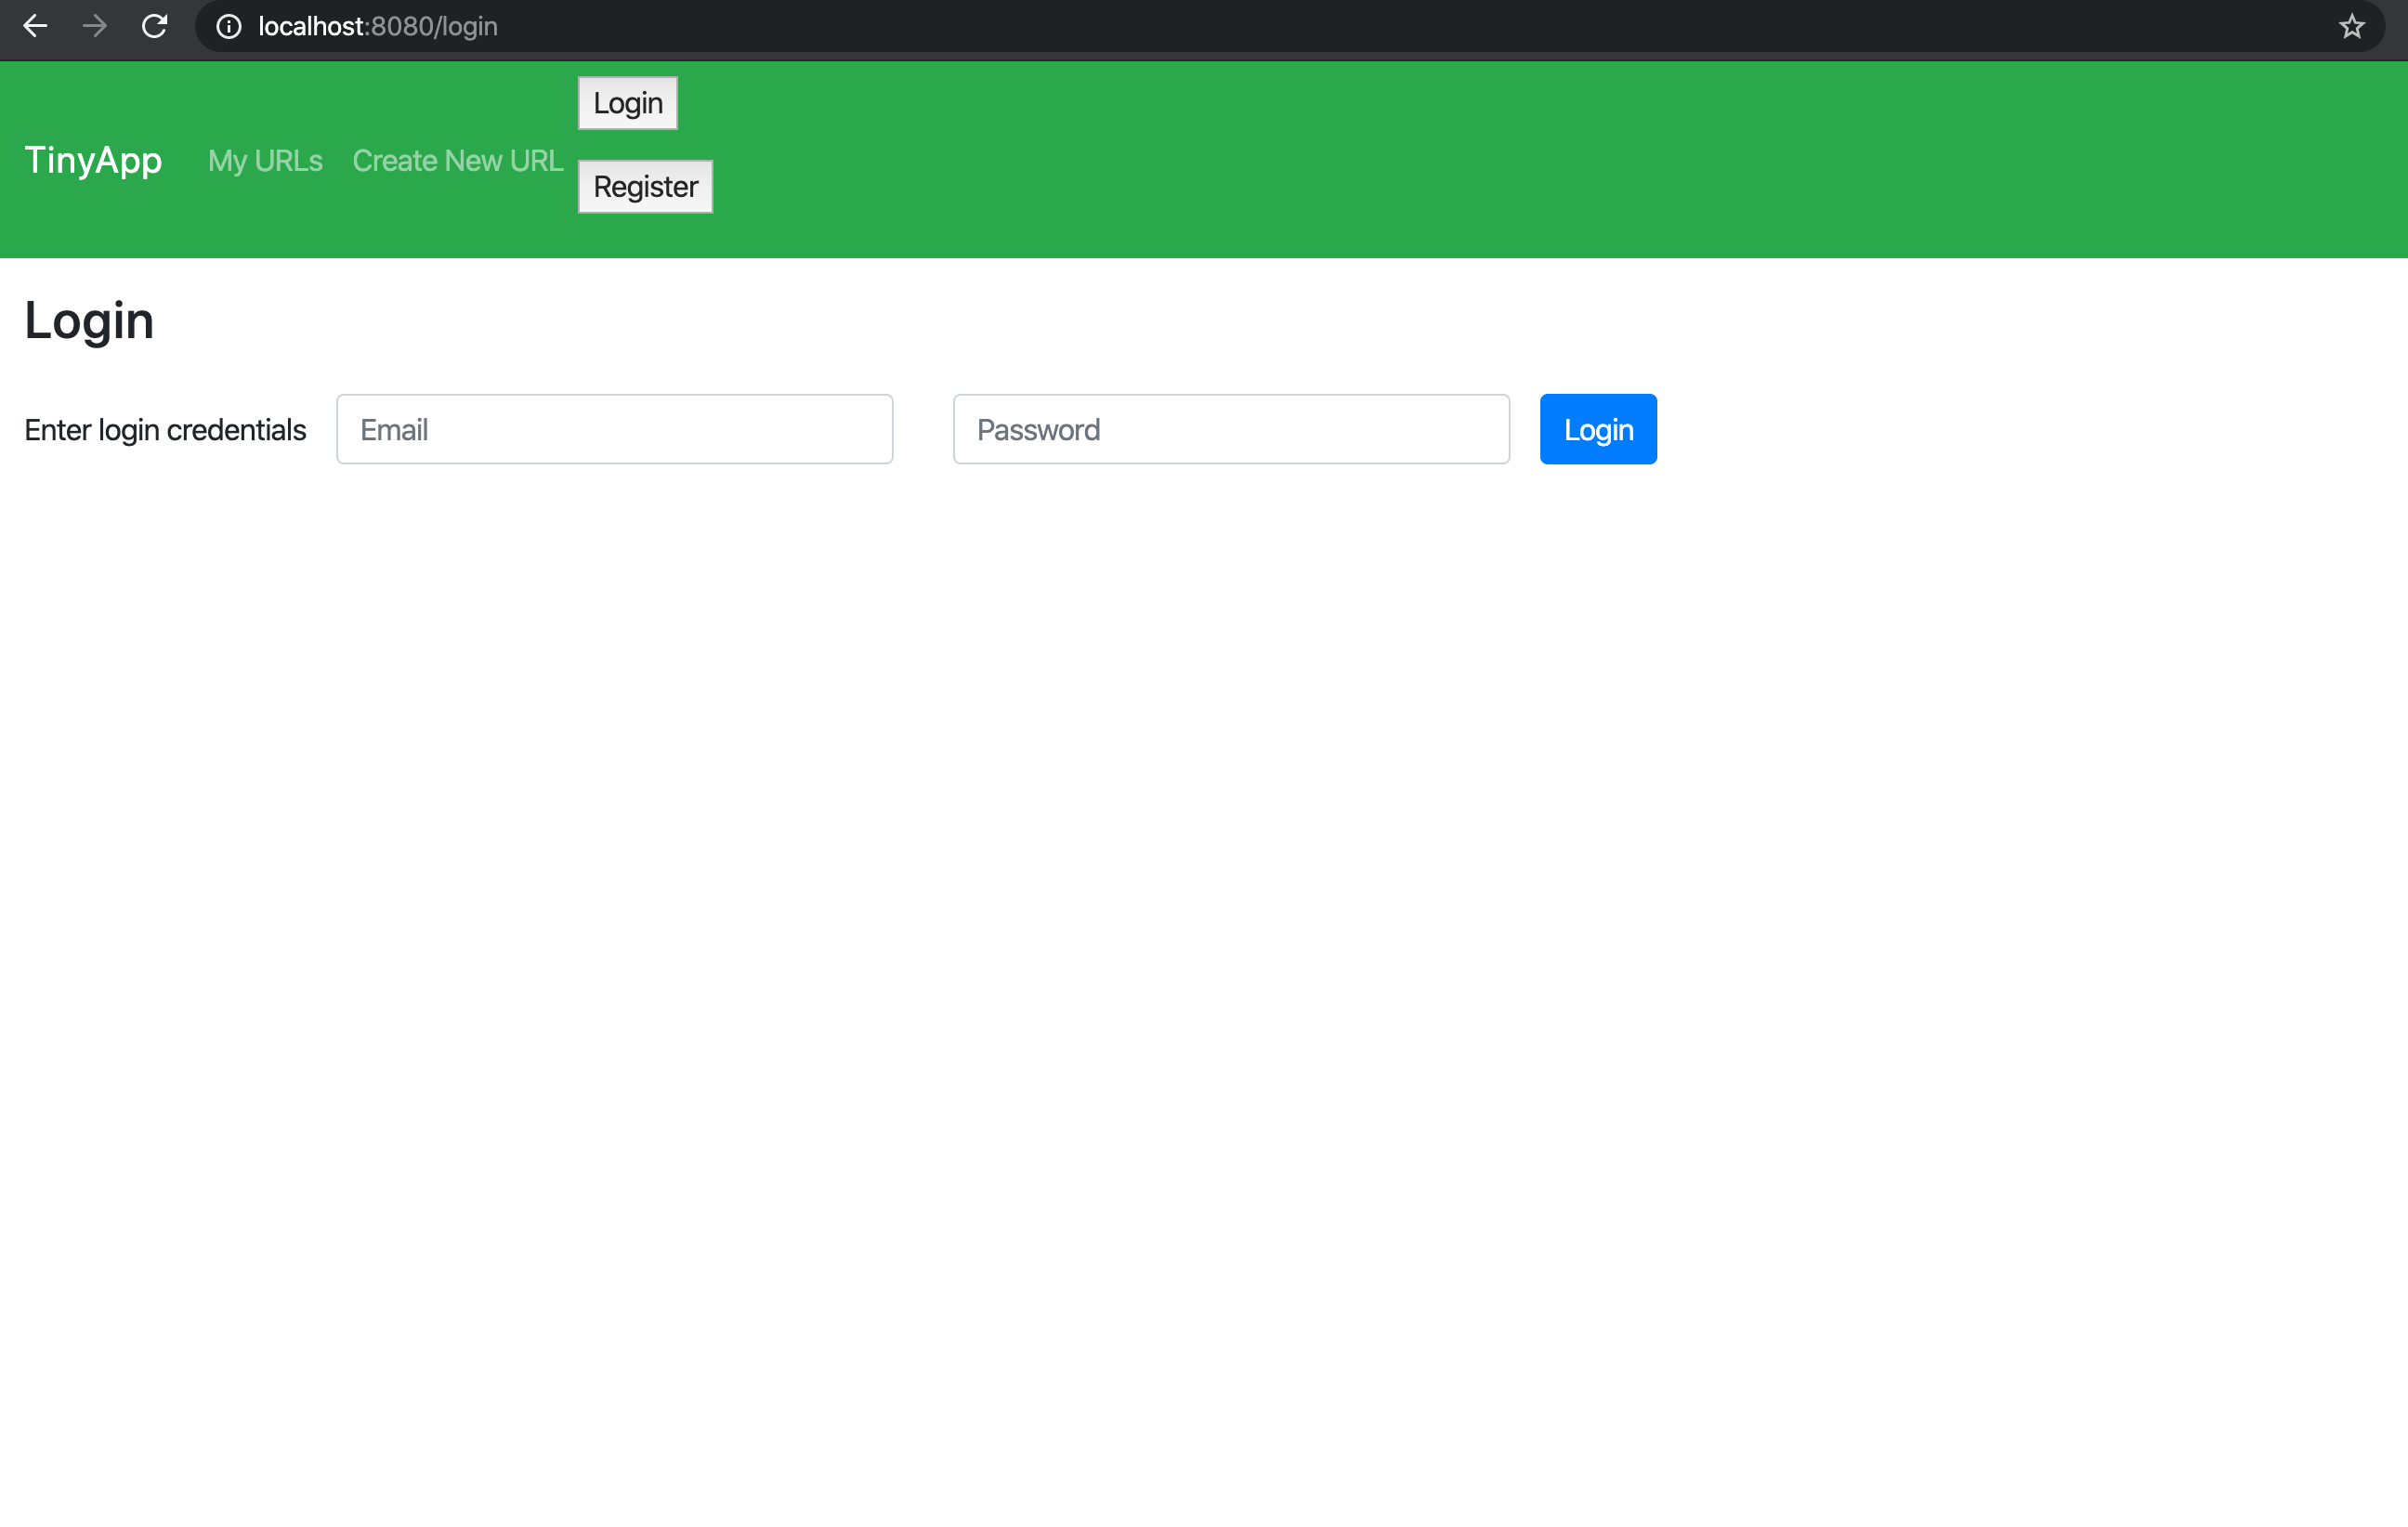 localhost:8080/login
Login
TinyApp My URLs Create New URL
Register
Login
Enter login credentials Email Password Login